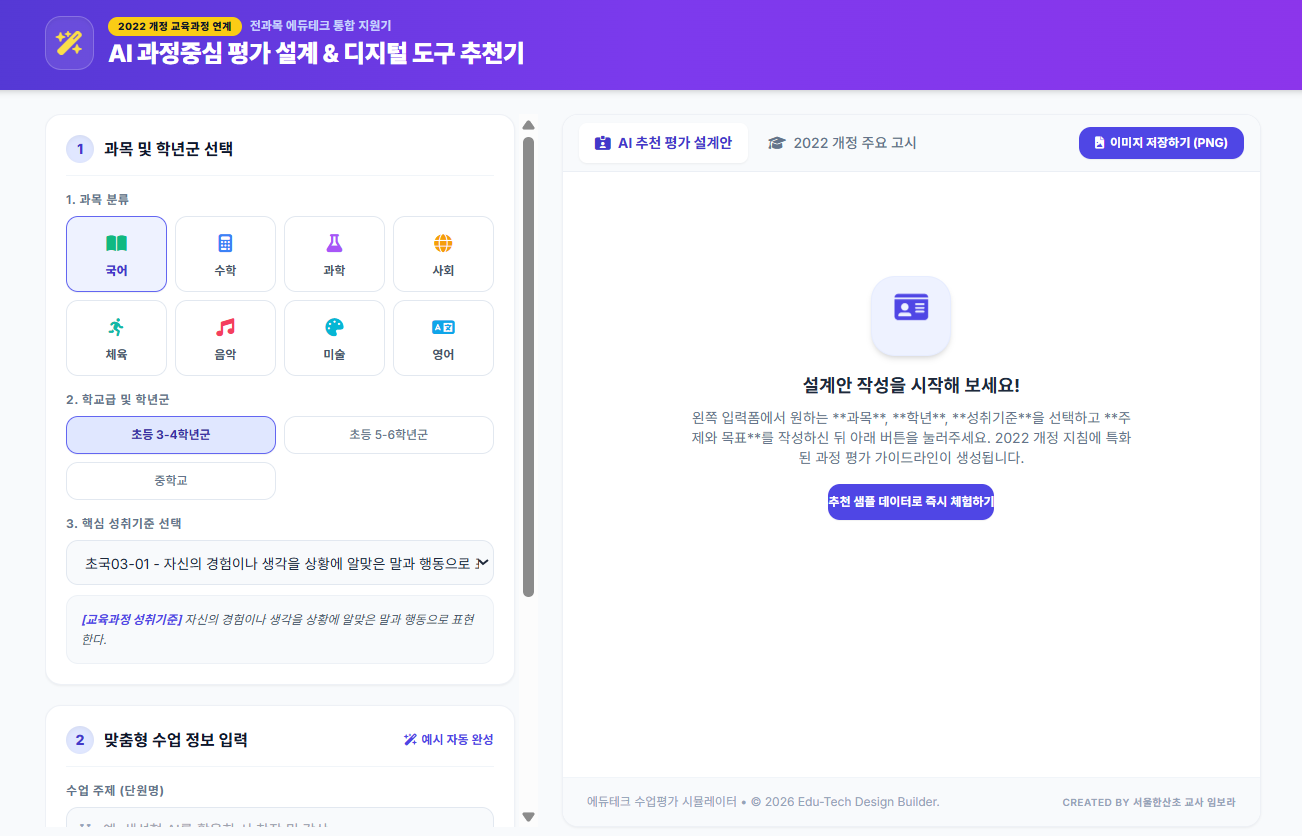 2022 개정 교육과정 연계 전과목 에듀테크 통합 지원기
AI 과정중심 평가 설계 & 디지털 도구 추천기
1 과목 및 학년군 선택
1. 과목 분류
국어 수학 과학 사회
체육 음악 미술 영어
2. 학교급 및 학년군
초등 3-4학년군 초등 5-6학년군
중학교
3. 핵심 성취기준 선택
초국03-01 - 자신의 경험이나 생각을 상황에 알맞은 말과 행동으로
[교육과정 성취기준] 자신의 경험이나 생각을 상황에 알맞은 말과 행동으로 표현
한다.
2 맞춤형 수업 정보 입력 예시 자동 완성
수업 주제 (단원명)
AI 추천 평가 설계안 2022 개정 주요 고시 이미지 저장하기 (PNG)
설계안 작성을 시작해 보세요!
왼쪽 입력폼에서 원하는 **과목**, **학년**, **성취기준**을 선택하고 **주
제와 목표**를 작성하신 뒤 아래 버튼을 눌러주세요. 2022 개정 지침에 특화
된 과정 평가 가이드라인이 생성됩니다.
추천 샘플 데이터로 즉시 체험하기
에듀테크 수업평가 시뮬레이터 • © 2026 Edu-Tech Design Builder. CREATED BY 서울한산초 교사 임보라